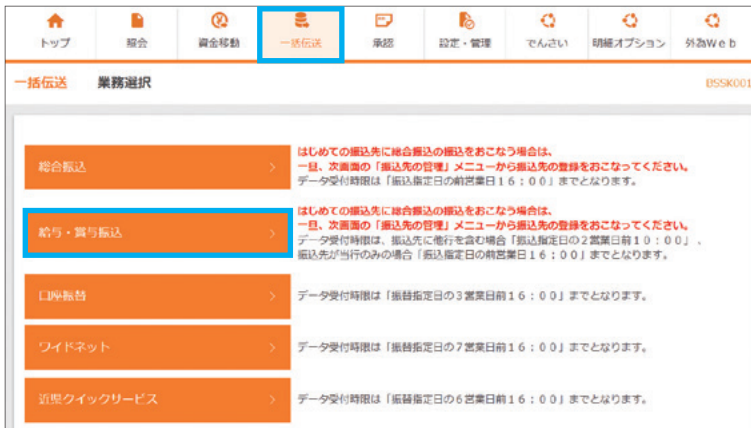 トップ 照会 資金移動 一括伝送 承認 設定・管理 でんさい 明細オプション 外為Web
一括伝送 業務選択 BSSK001
総合振込
はじめての振込先に総合振込の振込をおこなう場合は、
一旦、次画面の「振込先の管理」メニューから振込先の登録をおこなってください。
データ受付時限は「振込指定日の前営業日16:00」までとなります。
給与・賞与振込
はじめての振込先に総合振込の振込をおこなう場合は、
一旦、次画面の「振込先の管理」メニューから振込先の登録をおこなってください。
データ受付時限は、振込先に他行を含む場合「振込指定日の2営業日前10:00」、
振込先が当行のみの場合「振込指定日の前営業日16:00」までとなります。
口座振替
データ受付時限は「振替指定日の3営業日前16:00」までとなります。
ワイドネット
データ受付時限は「振替指定日の7営業日前16:00」までとなります。
近県クイックサービス
データ受付時限は「振替指定日の6営業日前16:00」までとなります。